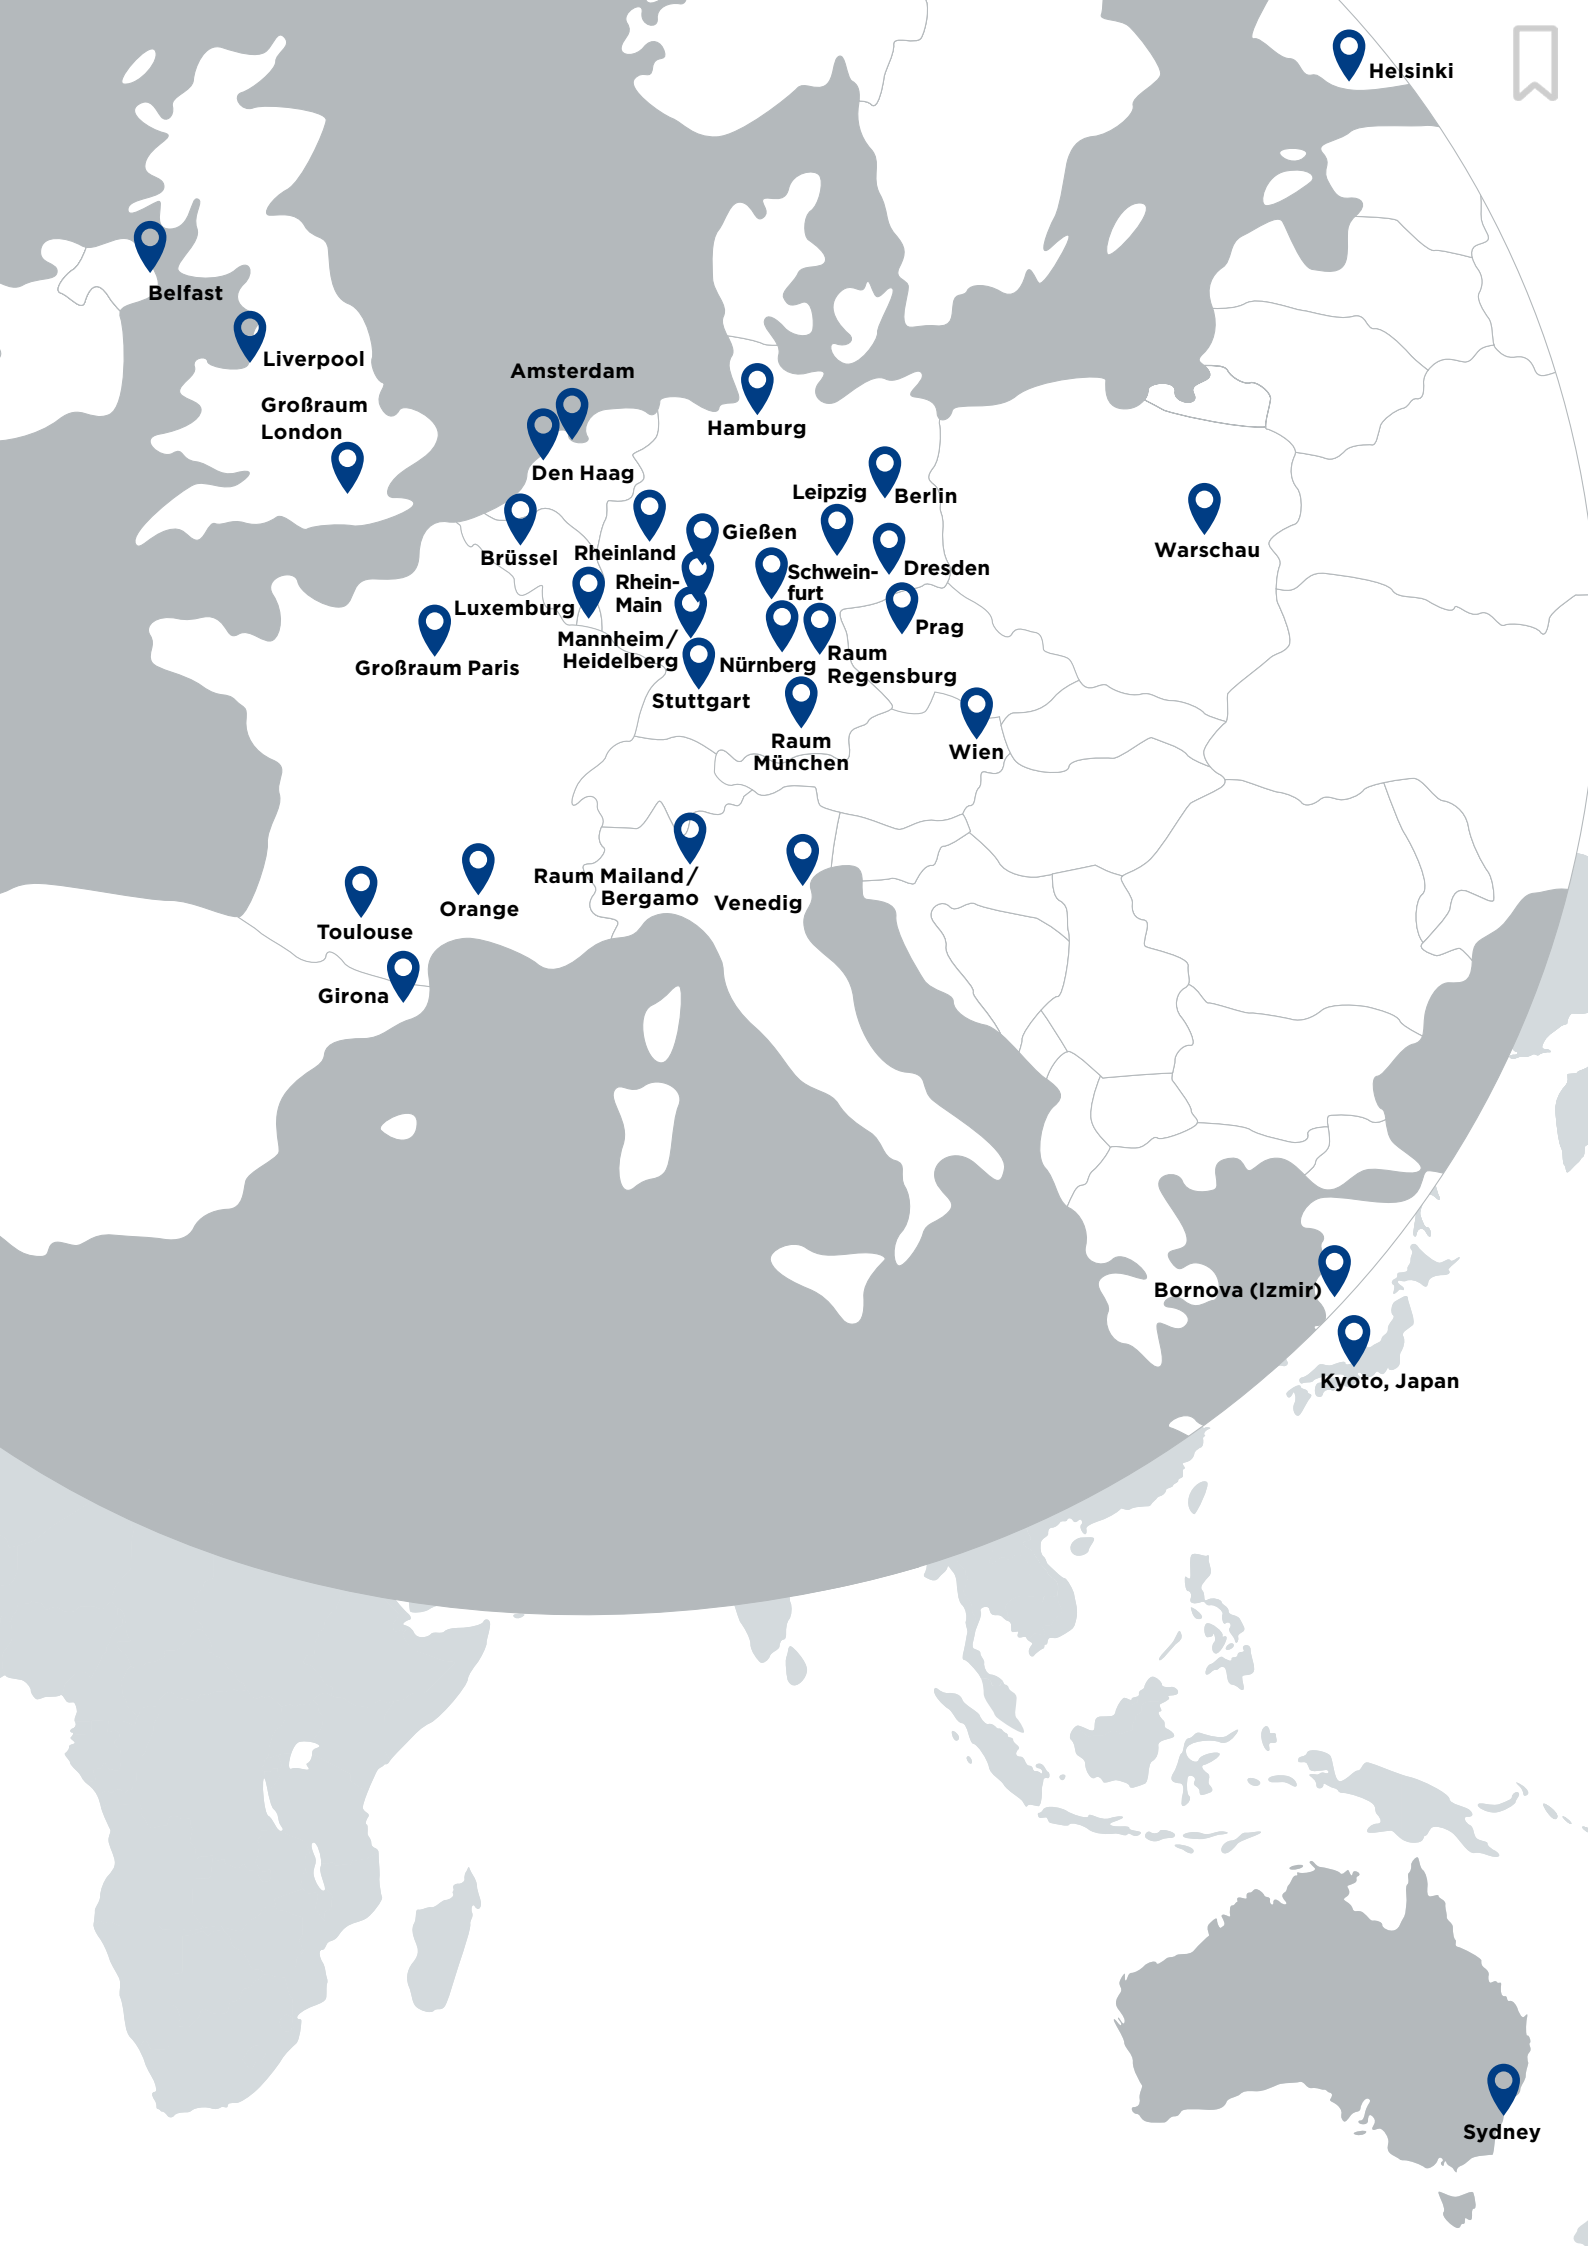 Helsinki
Belfast
Liverpool
Großraum
London
Amsterdam
Den Haag
Hamburg
Leipzig
Berlin
Warschau
Brüssel
Rheinland
Gießen
Schwein-
furt
Dresden
Luxemburg
Rhein-
Main
Prag
Großraum Paris
Mannheim/
Heidelberg
Nürnberg
Raum
Regensburg
Stuttgart
Raum
München
Wien
Raum Mailand/
Bergamo
Venedig
Orange
Toulouse
Girona
Bornova (Izmir)
Kyoto, Japan
Sydney